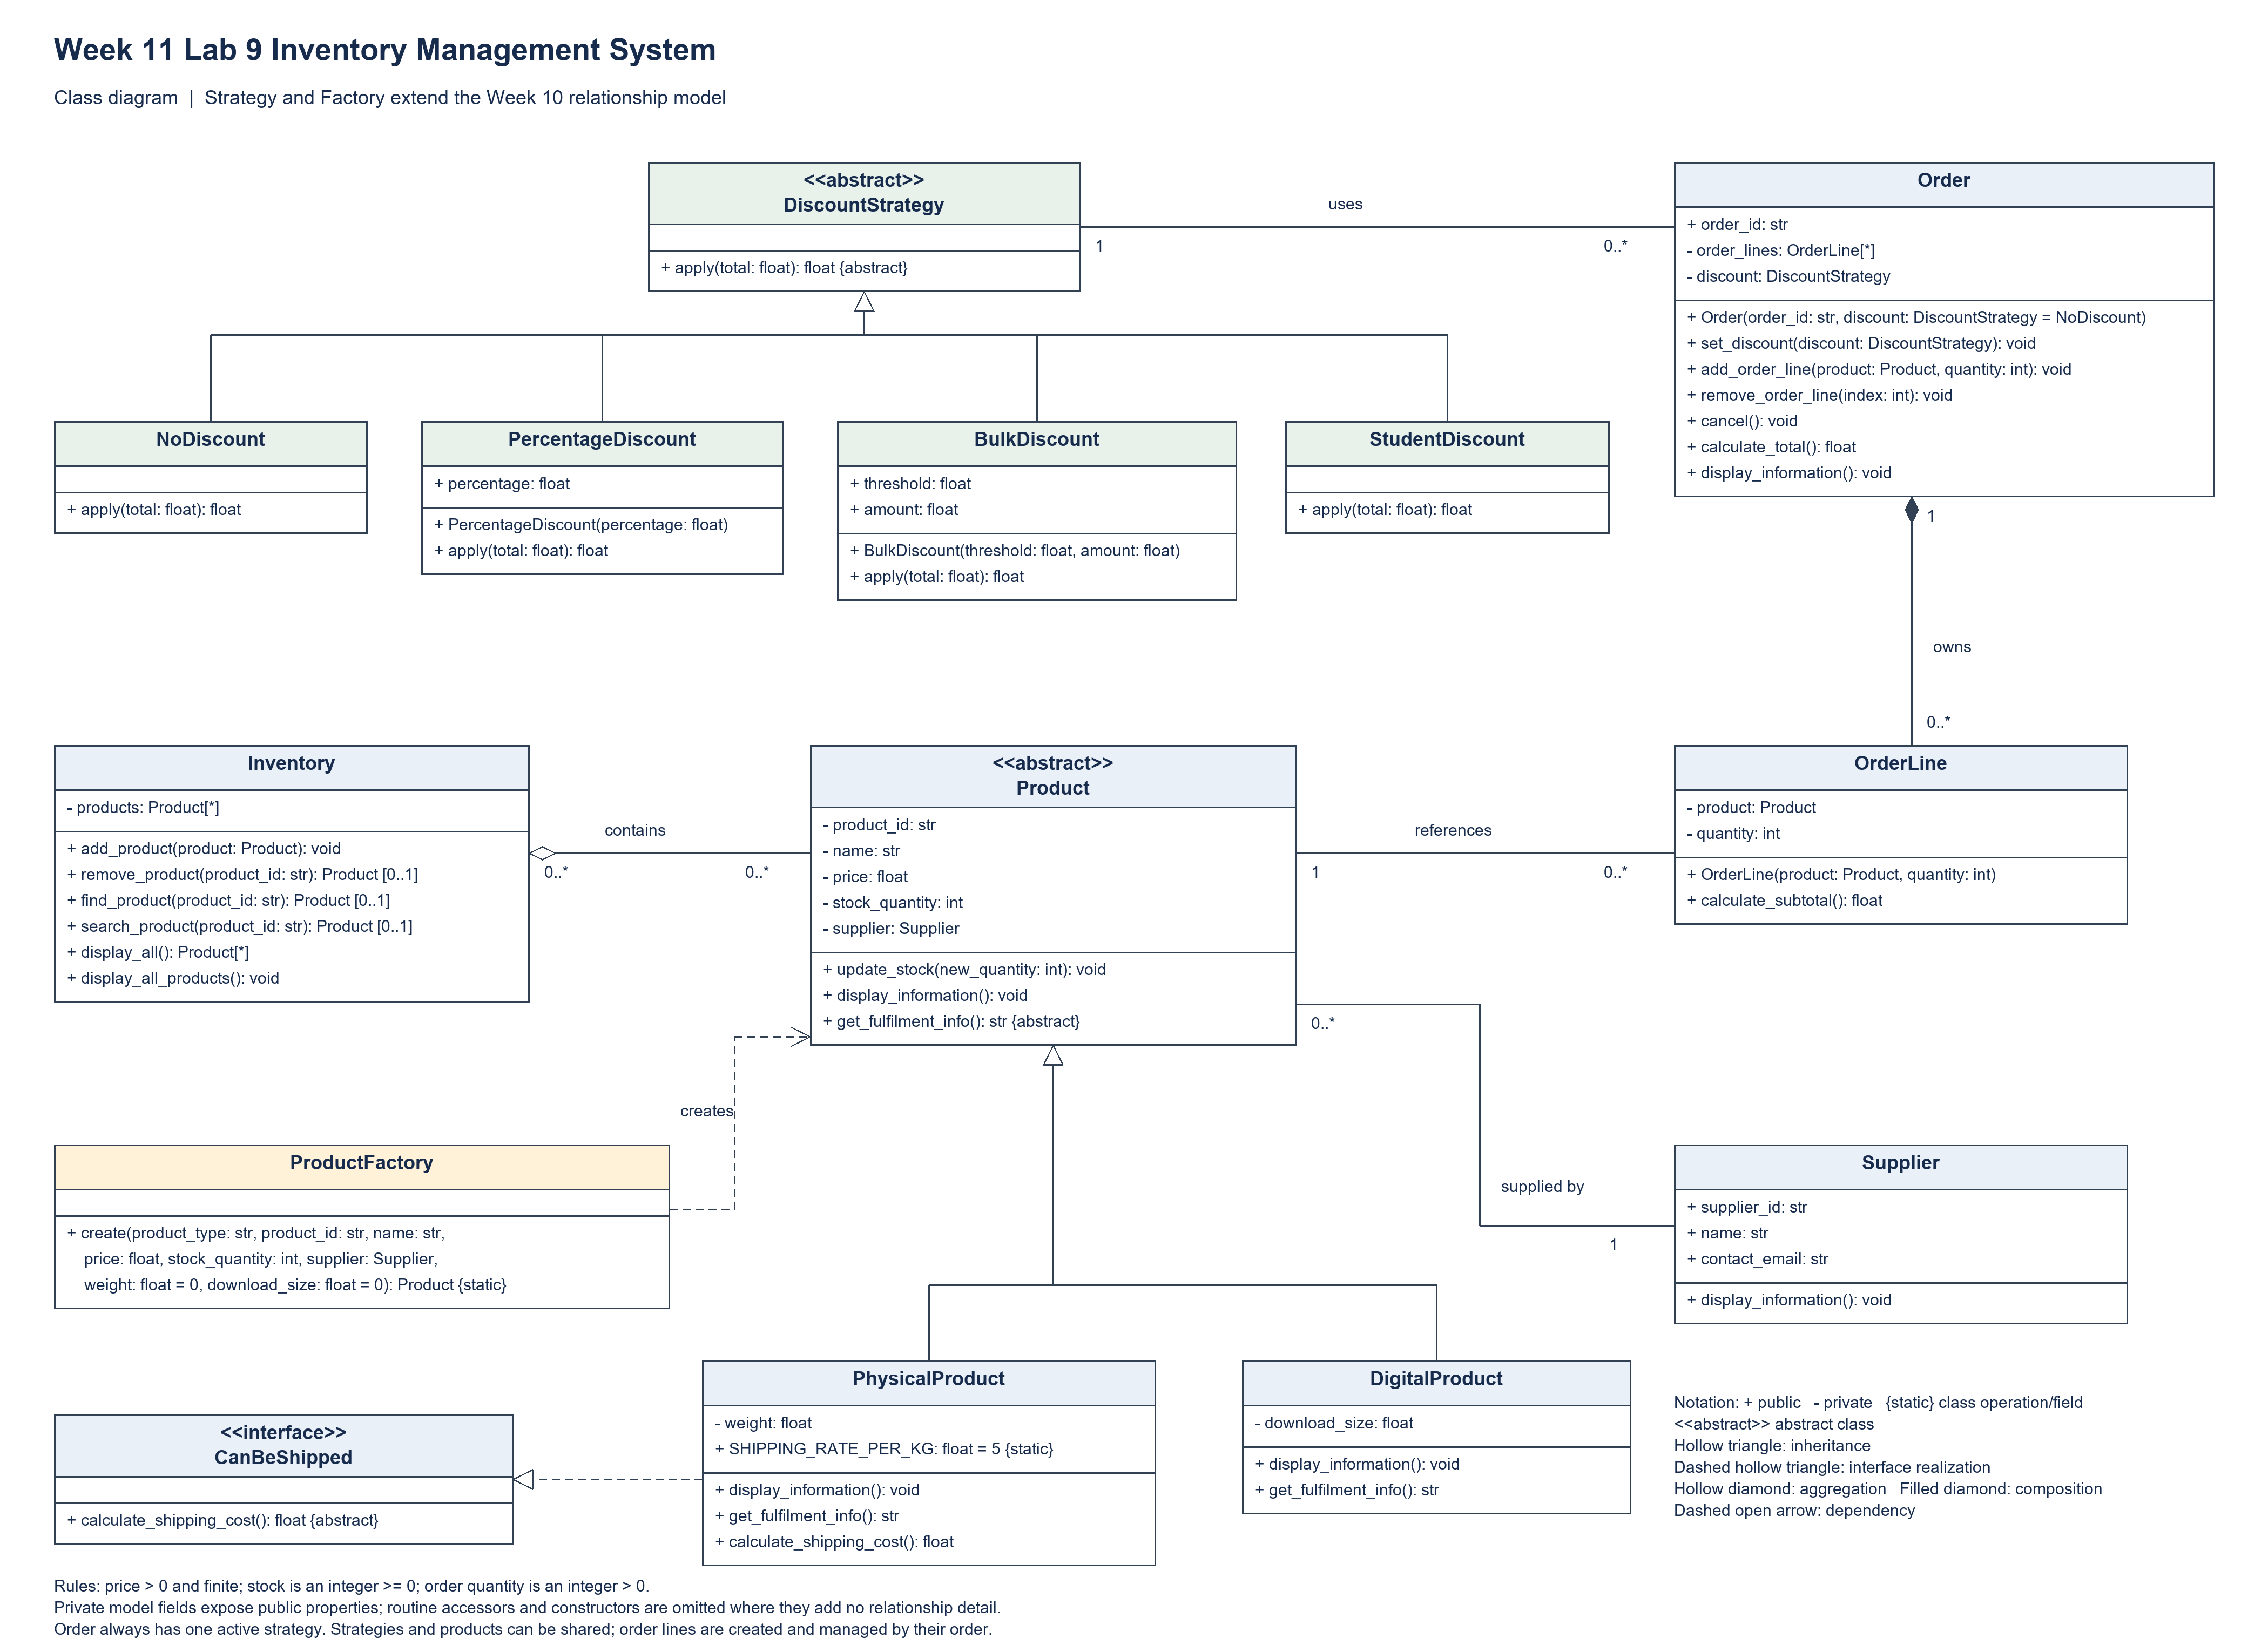 Week 11 Lab 9 Inventory Management System
Class diagram | Strategy and Factory extend the Week 10 relationship model
<<abstract>>
DiscountStrategy
+ apply(total: float): float {abstract}
uses
1
0..*
Order
+ order_id: str
- order_lines: OrderLine[*]
- discount: DiscountStrategy
+ Order(order_id: str, discount: DiscountStrategy = NoDiscount)
+ set_discount(discount: DiscountStrategy): void
+ add_order_line(product: Product, quantity: int): void
+ remove_order_line(index: int): void
+ cancel(): void
+ calculate_total(): float
+ display_information(): void
NoDiscount
+ apply(total: float): float
PercentageDiscount
+ percentage: float
+ PercentageDiscount(percentage: float)
+ apply(total: float): float
BulkDiscount
+ threshold: float
+ amount: float
+ BulkDiscount(threshold: float, amount: float)
+ apply(total: float): float
StudentDiscount
+ apply(total: float): float
1
owns
0..*
Inventory
- products: Product[*]
+ add_product(product: Product): void
+ remove_product(product_id: str): Product [0..1]
+ find_product(product_id: str): Product [0..1]
+ search_product(product_id: str): Product [0..1]
+ display_all(): Product[*]
+ display_all_products(): void
contains
0..*
0..*
<<abstract>>
Product
- product_id: str
- name: str
- price: float
- stock_quantity: int
- supplier: Supplier
+ update_stock(new_quantity: int): void
+ display_information(): void
+ get_fulfilment_info(): str {abstract}
references
1
0..*
OrderLine
- product: Product
- quantity: int
+ OrderLine(product: Product, quantity: int)
+ calculate_subtotal(): float
0..*
supplied by
1
creates
ProductFactory
+ create(product_type: str, product_id: str, name: str,
price: float, stock_quantity: int, supplier: Supplier,
weight: float = 0, download_size: float = 0): Product {static}
Supplier
+ supplier_id: str
+ name: str
+ contact_email: str
+ display_information(): void
<<interface>>
CanBeShipped
+ calculate_shipping_cost(): float {abstract}
PhysicalProduct
- weight: float
+ SHIPPING_RATE_PER_KG: float = 5 {static}
+ display_information(): void
+ get_fulfilment_info(): str
+ calculate_shipping_cost(): float
DigitalProduct
- download_size: float
+ display_information(): void
+ get_fulfilment_info(): str
Notation: + public - private {static} class operation/field
<<abstract>> abstract class
Hollow triangle: inheritance
Dashed hollow triangle: interface realization
Hollow diamond: aggregation Filled diamond: composition
Dashed open arrow: dependency
Rules: price > 0 and finite; stock is an integer >= 0; order quantity is an integer > 0.
Private model fields expose public properties; routine accessors and constructors are omitted where they add no relationship detail.
Order always has one active strategy. Strategies and products can be shared; order lines are created and managed by their order.